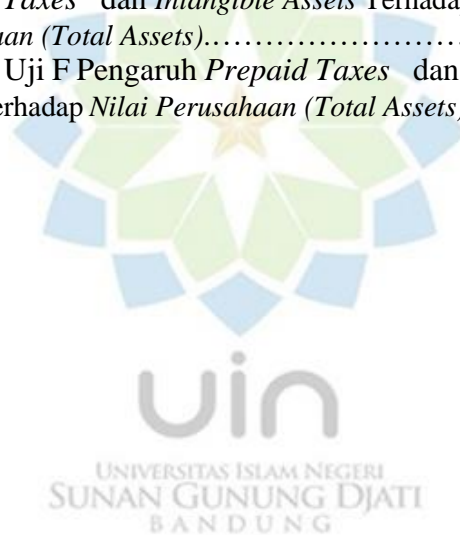 Taxes dan Intangible Assets Terhada
aan (Total Assets)..........................
Uji F Pengaruh Prepaid Taxes dan
erhadap Nilai Perusahaan (Total Assets)
uin
UNIVERSITAS ISLAM NEGERI
SUNAN GUNUNG DJATI
BANDUNG